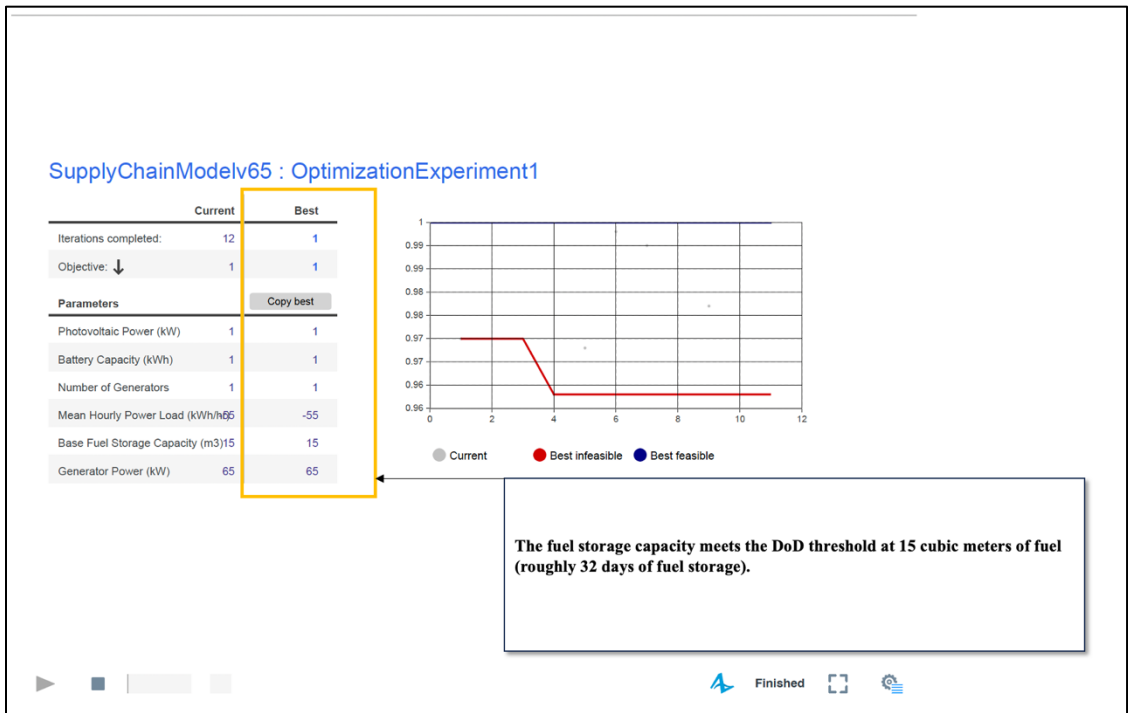 SupplyChainModelv65 : OptimizationExperiment1
Current Best
Iterations completed: 12 1
Objective: ↓ 1 1
Parameters Copy best
Photovoltaic Power (kW) 1 1
Battery Capacity (kWh) 1 1
Number of Generators 1 1
Mean Hourly Power Load (kWh/hr) -55 -55
Base Fuel Storage Capacity (m3) 15 15
Generator Power (kW) 65 65
1
0.99
0.99
0.98
0.98
0.97
0.97
0.96
0.96
0 2 4 6 8 10 12
Current Best infeasible Best feasible
The fuel storage capacity meets the DoD threshold at 15 cubic meters of fuel
(roughly 32 days of fuel storage).
Finished